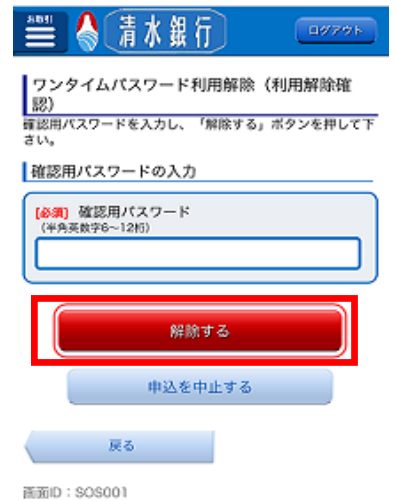 お取引
清水銀行
ログアウト
ワンタイムパスワード利用解除（利用解除確
認）
確認用パスワードを入力し、「解除する」ボタンを押して下
さい。
確認用パスワードの入力
[必須] 確認用パスワード
（半角英数字6～12桁）
解除する
申込を中止する
戻る
画面ID：SOS001